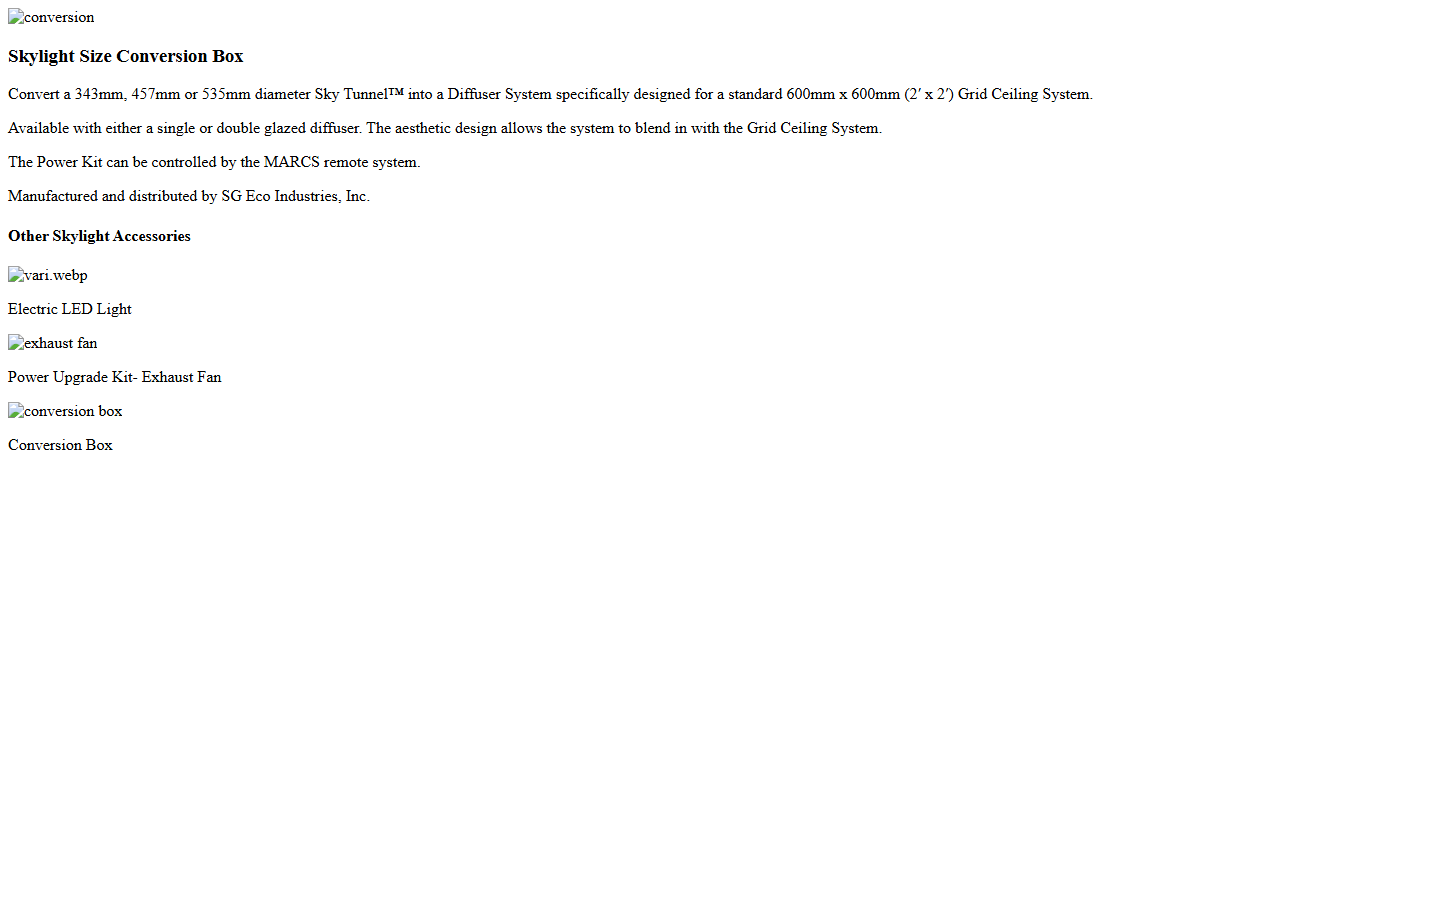 conversion
Skylight Size Conversion Box
Convert a 343mm, 457mm or 535mm diameter Sky Tunnel™ into a Diffuser System specifically designed for a standard 600mm x 600mm (2′ x 2′) Grid Ceiling System.
Available with either a single or double glazed diffuser. The aesthetic design allows the system to blend in with the Grid Ceiling System.
The Power Kit can be controlled by the MARCS remote system.
Manufactured and distributed by SG Eco Industries, Inc.
Other Skylight Accessories
vari.webp
Electric LED Light
exhaust fan
Power Upgrade Kit- Exhaust Fan
conversion box
Conversion Box